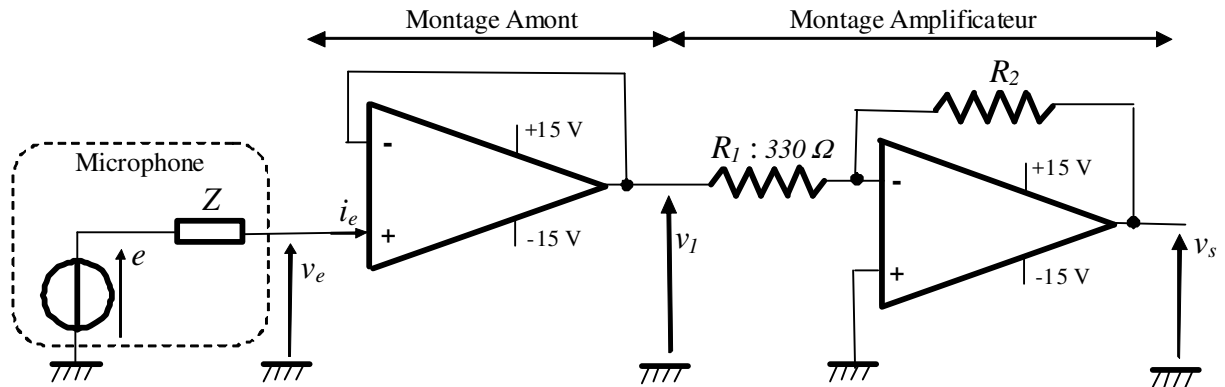 Montage Amont
Montage Amplificateur
R2
+15 V
-
R1 : 330 Ω
Microphone
+15 V
-
Z
ie
+
-15 V
e
ve
v1
+
-15 V
vs